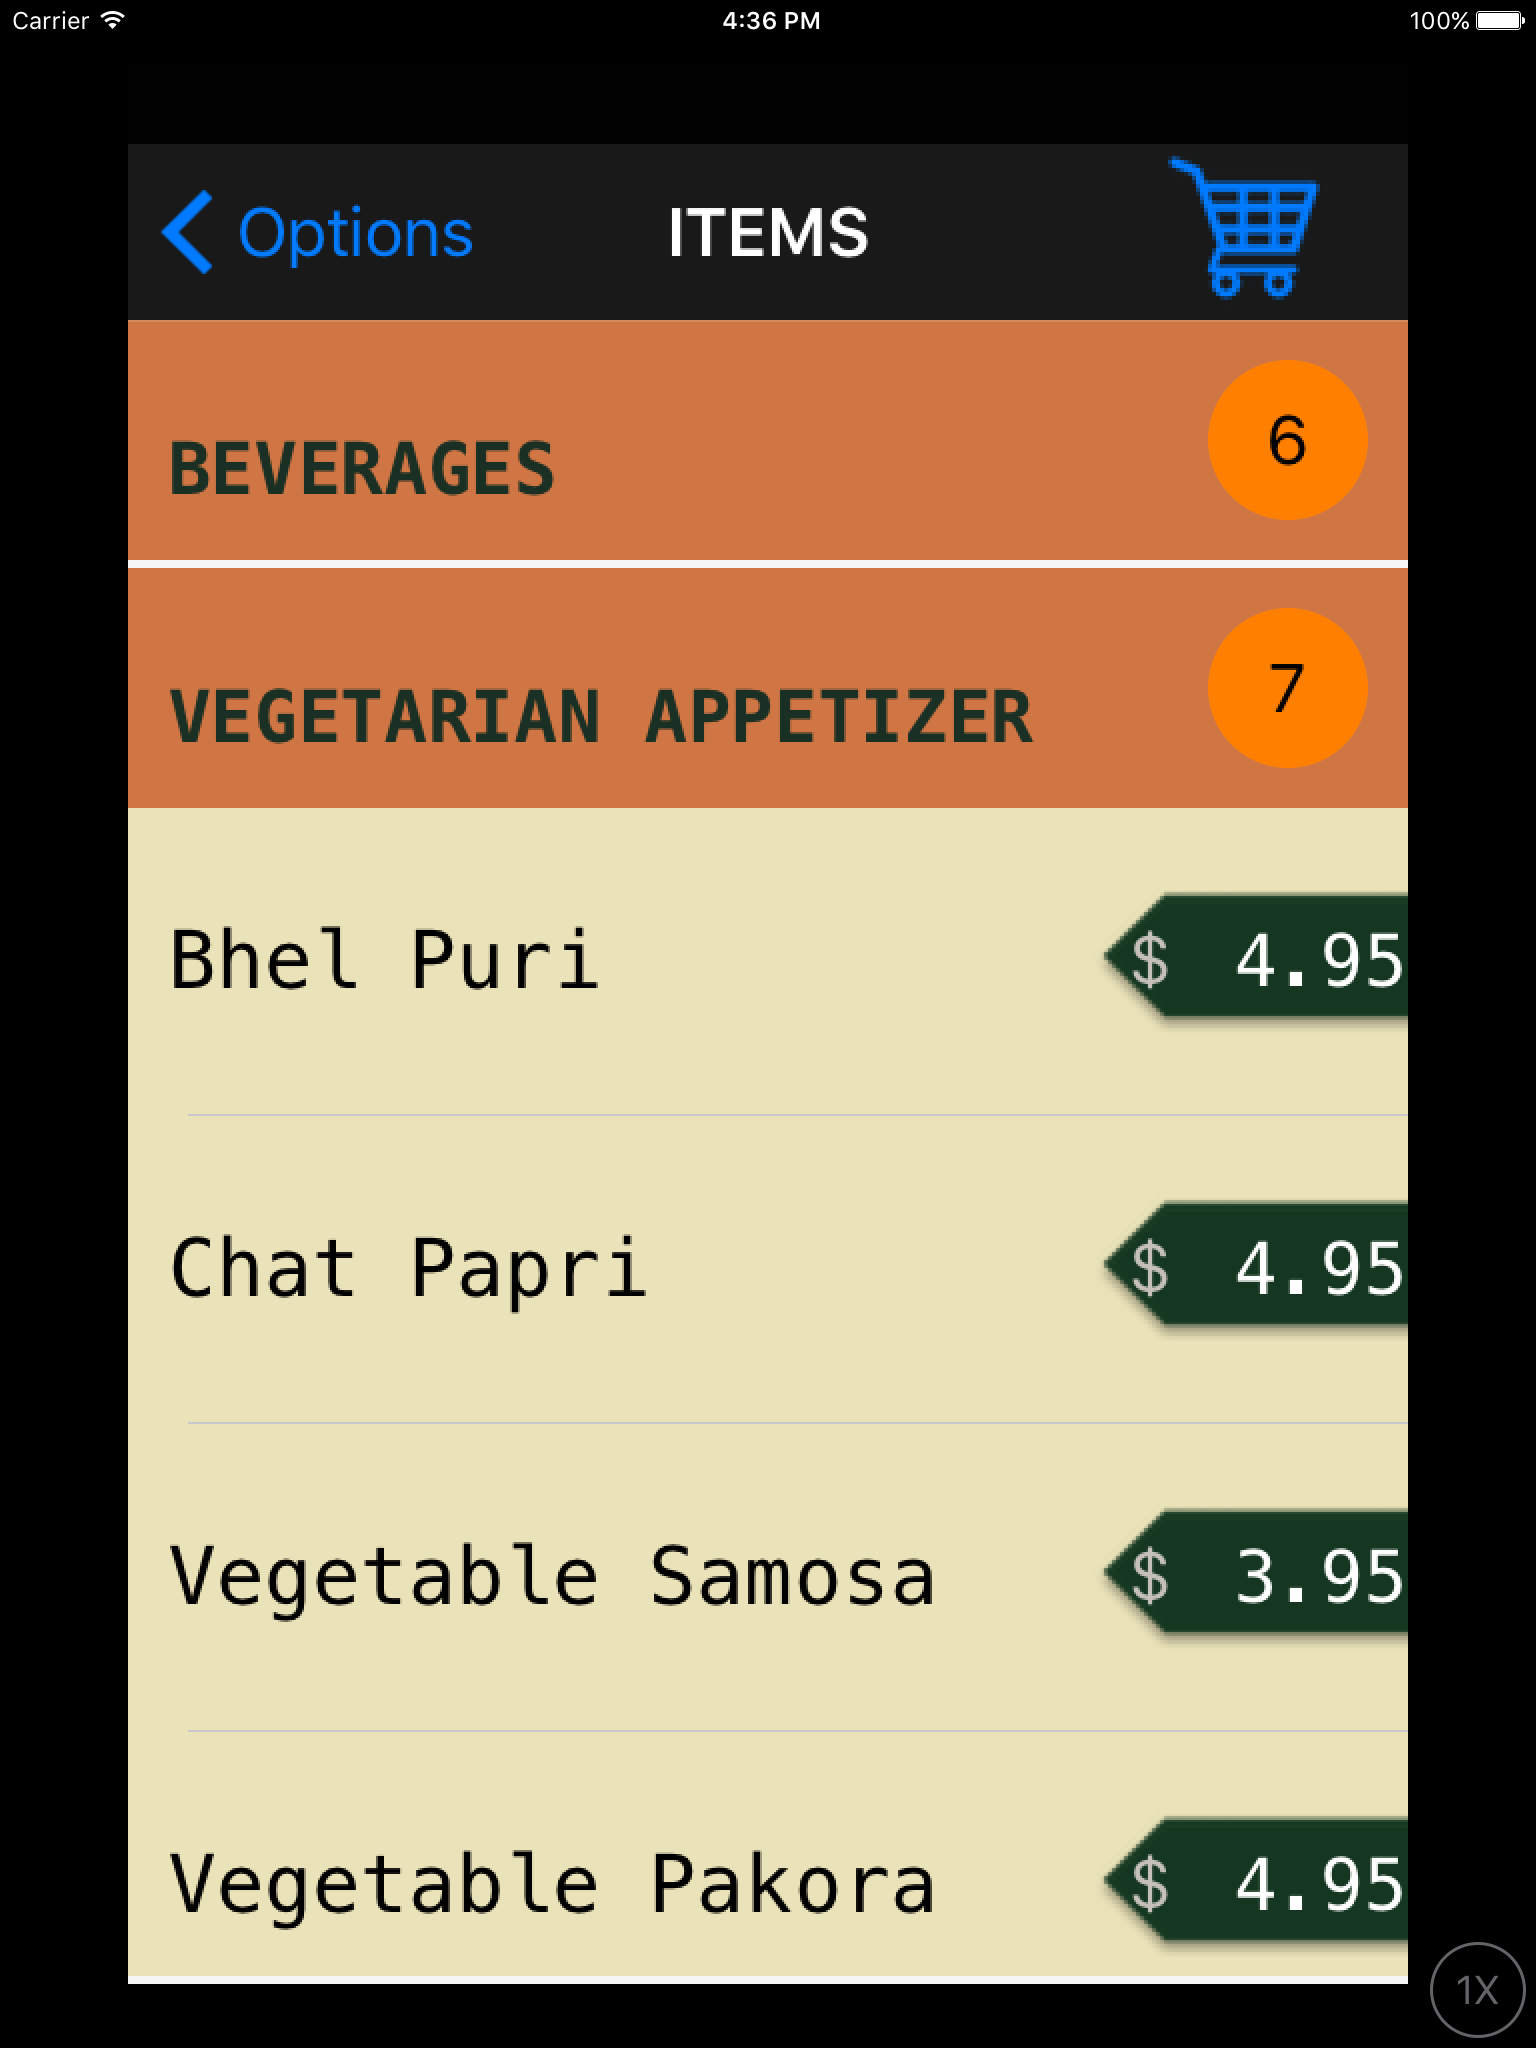 Carrier 4:36 PM 100%
Options ITEMS
BEVERAGES 6
VEGETARIAN APPETIZER 7
Bhel Puri $ 4.95
Chat Papri $ 4.95
Vegetable Samosa $ 3.95
Vegetable Pakora $ 4.95
1X